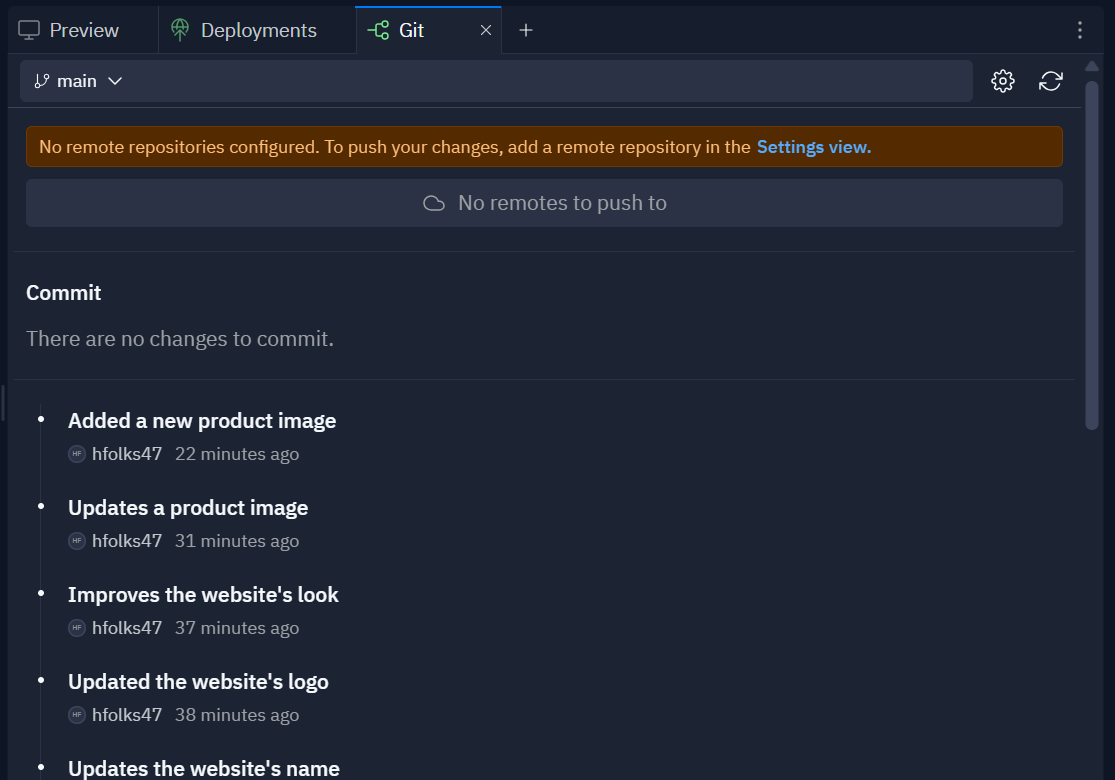 Preview Deployments Git
main
No remote repositories configured. To push your changes, add a remote repository in the Settings view.
No remotes to push to
Commit
There are no changes to commit.
Added a new product image
HF hfolks47 22 minutes ago
Updates a product image
HF hfolks47 31 minutes ago
Improves the website's look
HF hfolks47 37 minutes ago
Updated the website's logo
HF hfolks47 38 minutes ago
Updates the website's name